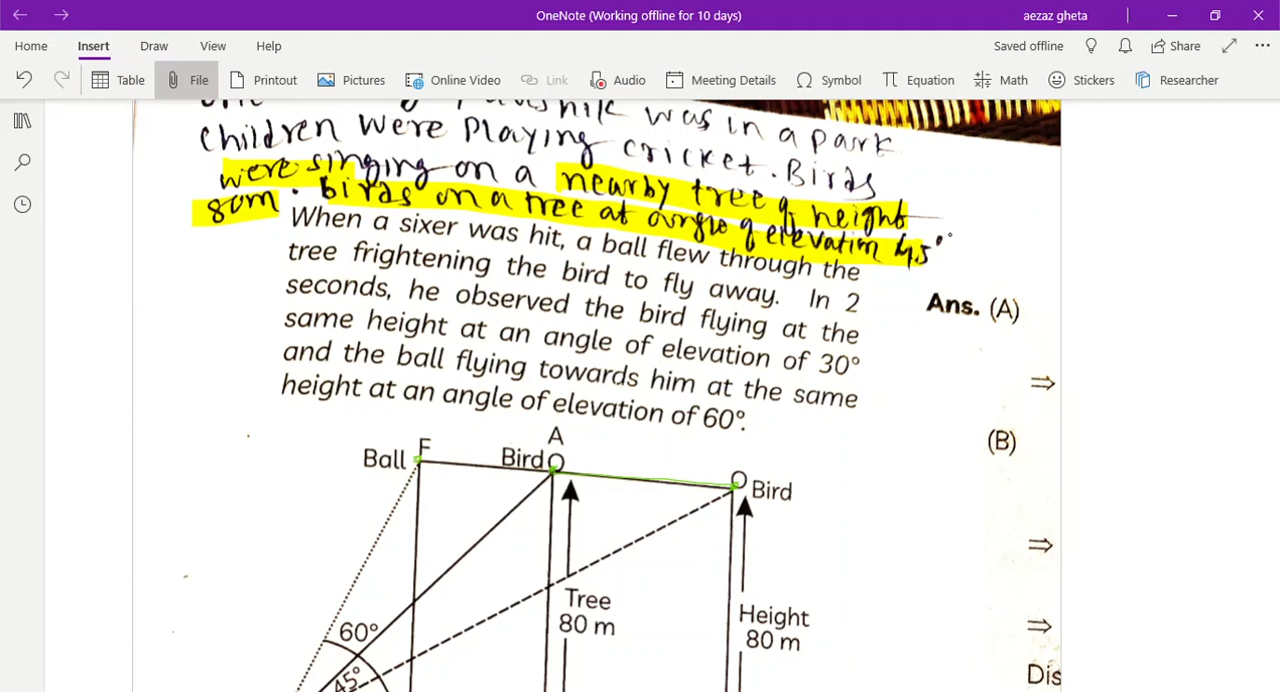 OneNote (Working offline for 10 days)
aezaz gheta
Home
Insert
Draw
View
Help
Saved offline
Share
Table
File
Printout
Pictures
Online Video
Link
Audio
Meeting Details
Symbol
Equation
Math
Stickers
Researcher
was in a park
children were playing cricket. Birds
were singing on a nearby tree of height
80m. birds on a tree at angle of elevation 45°
When a sixer was hit, a ball flew through the
tree frightening the bird to fly away. In 2
seconds, he observed the bird flying at the
same height at an angle of elevation of 30°
and the ball flying towards him at the same
height at an angle of elevation of 60°.
Ans. (A)
⇒
(B)
⇒
⇒
Dis
A
F
Ball
Bird
Bird
Tree
80 m
Height
80 m
60°
45°